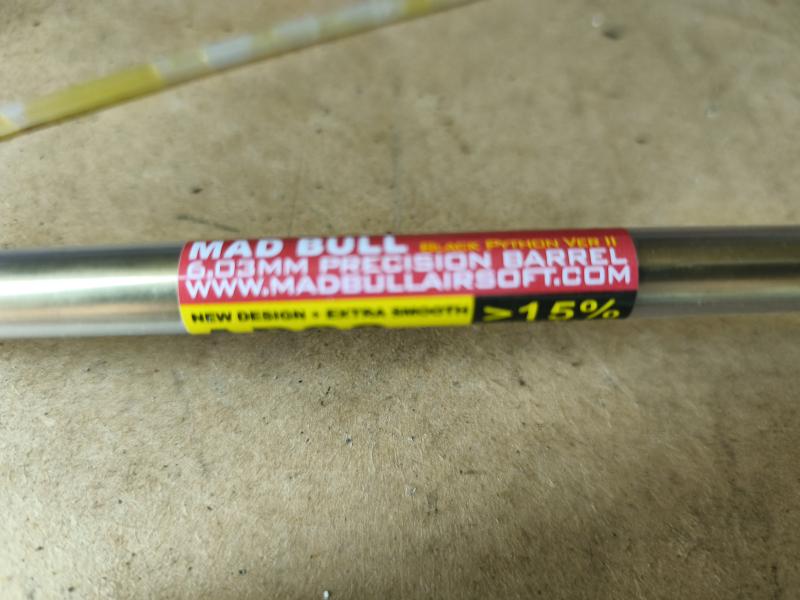 MAD BULL BLACK PYTHON VER II
6.03MM PRECISION BARREL
WWW.MADBULLAIRSOFT.COM
NEW DESIGN • EXTRA SMOOTH >15%